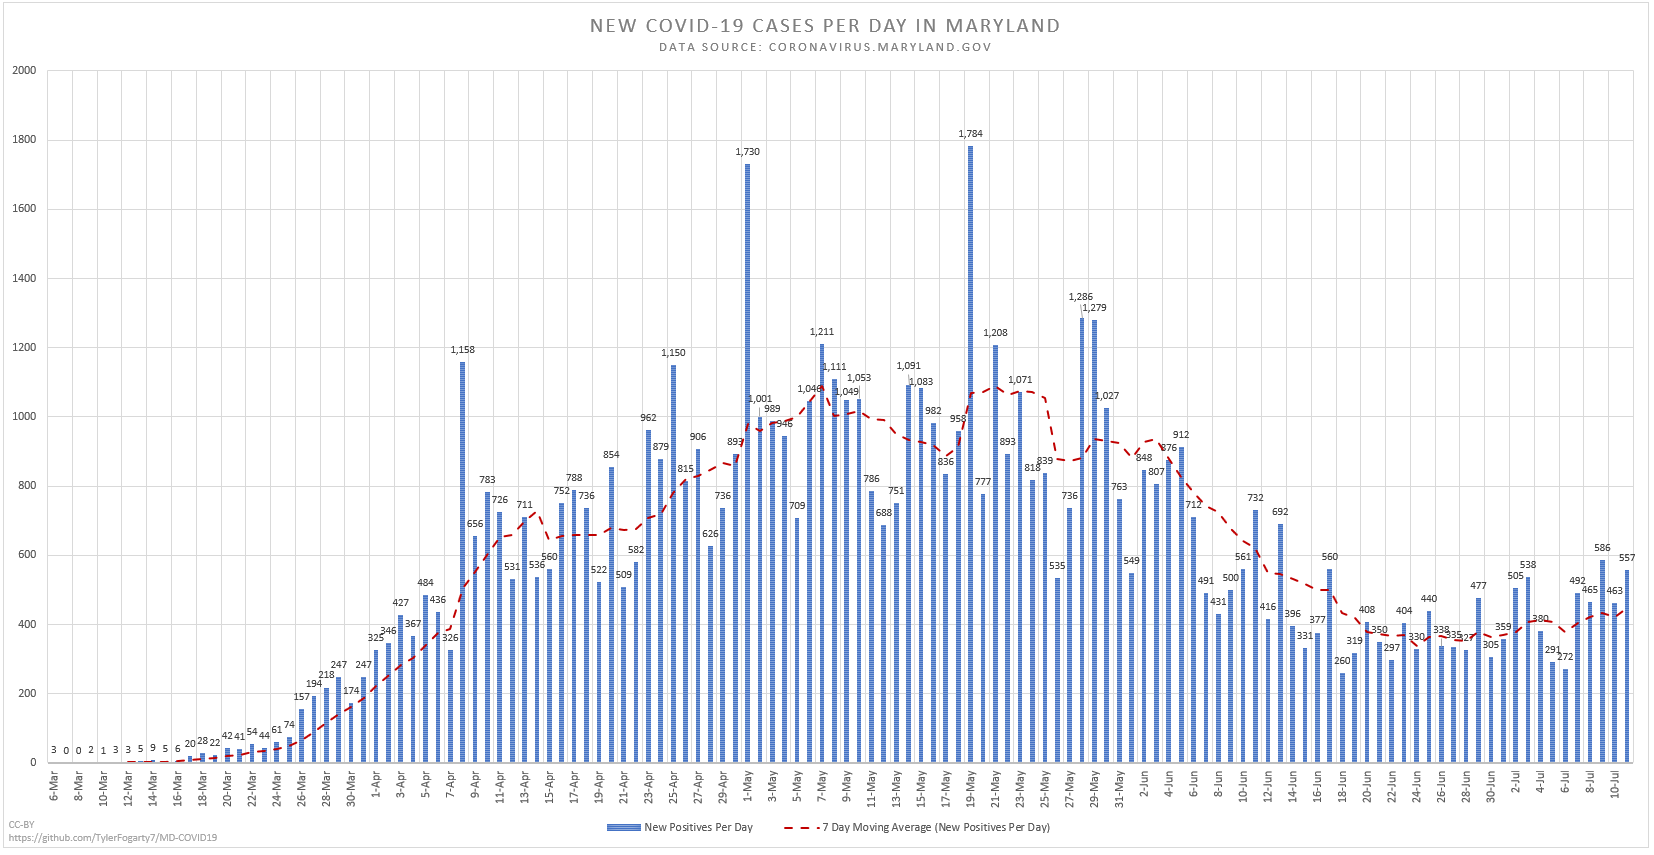 NEW COVID-19 CASES PER DAY IN MARYLAND
DATA SOURCE: CORONAVIRUS.MARYLAND.GOV
2000
1800
1600
1400
1200
1000
800
600
400
200
0
3 0 0 2 1 3 3 5 9 5 6 20 28 22 42 41 54 44 61 74 157 194 218 247 174 247 325 346 427 367 484 436 326 1,158 656 783 726 531 711 536 560 752 788 736 522 854 509 582 962 879 1,150 815 906 626 736 893 1,730 1,001 989 946 709 1,046 1,211 1,111 1,049 1,053 786 688 751 1,091 1,083 982 836 958 1,784 777 1,208 893 1,071 818 839 535 736 1,286 1,279 1,027 763 549 848 807 876 912 712 491 431 500 561 732 416 692 396 331 377 560 260 319 408 350 297 404 330 440 338 335 327 477 305 359 505 538 380 291 272 492 465 586 463 557
6-Mar 8-Mar 10-Mar 12-Mar 14-Mar 16-Mar 18-Mar 20-Mar 22-Mar 24-Mar 26-Mar 28-Mar 30-Mar 1-Apr 3-Apr 5-Apr 7-Apr 9-Apr 11-Apr 13-Apr 15-Apr 17-Apr 19-Apr 21-Apr 23-Apr 25-Apr 27-Apr 29-Apr 1-May 3-May 5-May 7-May 9-May 11-May 13-May 15-May 17-May 19-May 21-May 23-May 25-May 27-May 29-May 31-May 2-Jun 4-Jun 6-Jun 8-Jun 10-Jun 12-Jun 14-Jun 16-Jun 18-Jun 20-Jun 22-Jun 24-Jun 26-Jun 28-Jun 30-Jun 2-Jul 4-Jul 6-Jul 8-Jul 10-Jul
New Positives Per Day 7 Day Moving Average (New Positives Per Day)
CC-BY
https://github.com/TylerFogarty7/MD-COVID19